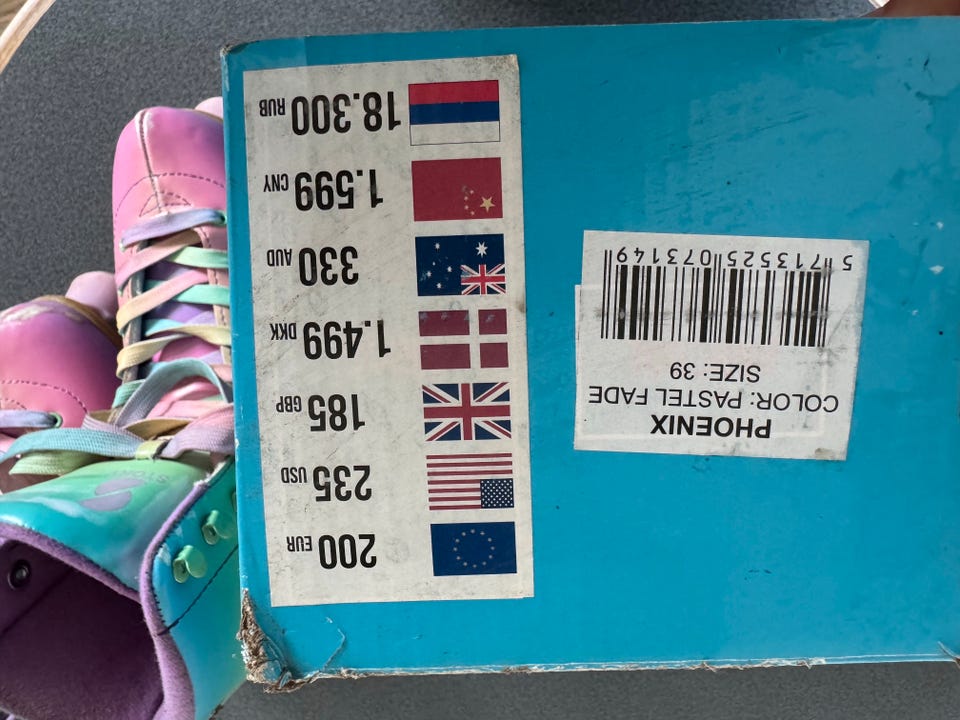 200 EUR
235 USD
185 GBP
1.499 DKK
330 AUD
1.599 CNY
18.300 RUB
PHOENIX
COLOR: PASTEL FADE
SIZE: 39
5 713525 073149